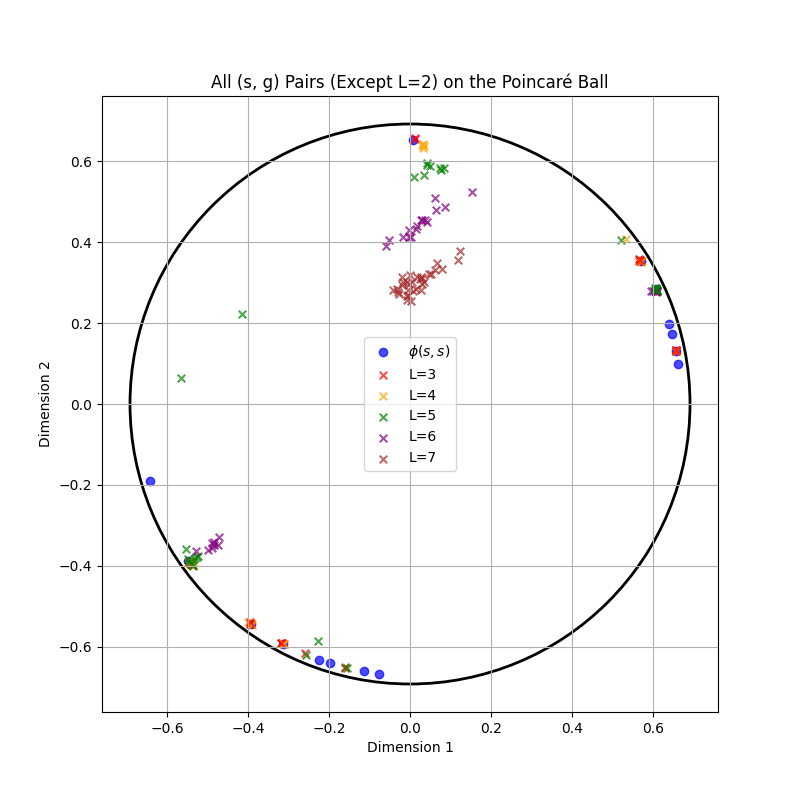 All (s, g) Pairs (Except L=2) on the Poincaré Ball
Dimension 2
0.6
0.4
0.2
0.0
−0.2
−0.4
−0.6
ϕ(s, s)
L=3
L=4
L=5
L=6
L=7
−0.6 −0.4 −0.2 0.0 0.2 0.4 0.6
Dimension 1